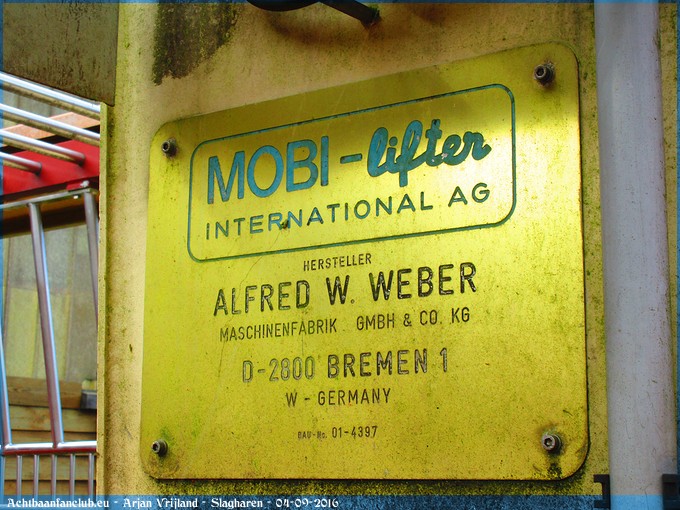 MOBI-lifter
INTERNATIONAL AG
HERSTELLER
ALFRED W. WEBER
MASCHINENFABRIK GMBH & CO. KG
D-2800 BREMEN 1
W - GERMANY
BAU-No. 01-4397
Achtbaanfanclub.eu - Arjan Vrijland - Slagharen - 04-09-2016